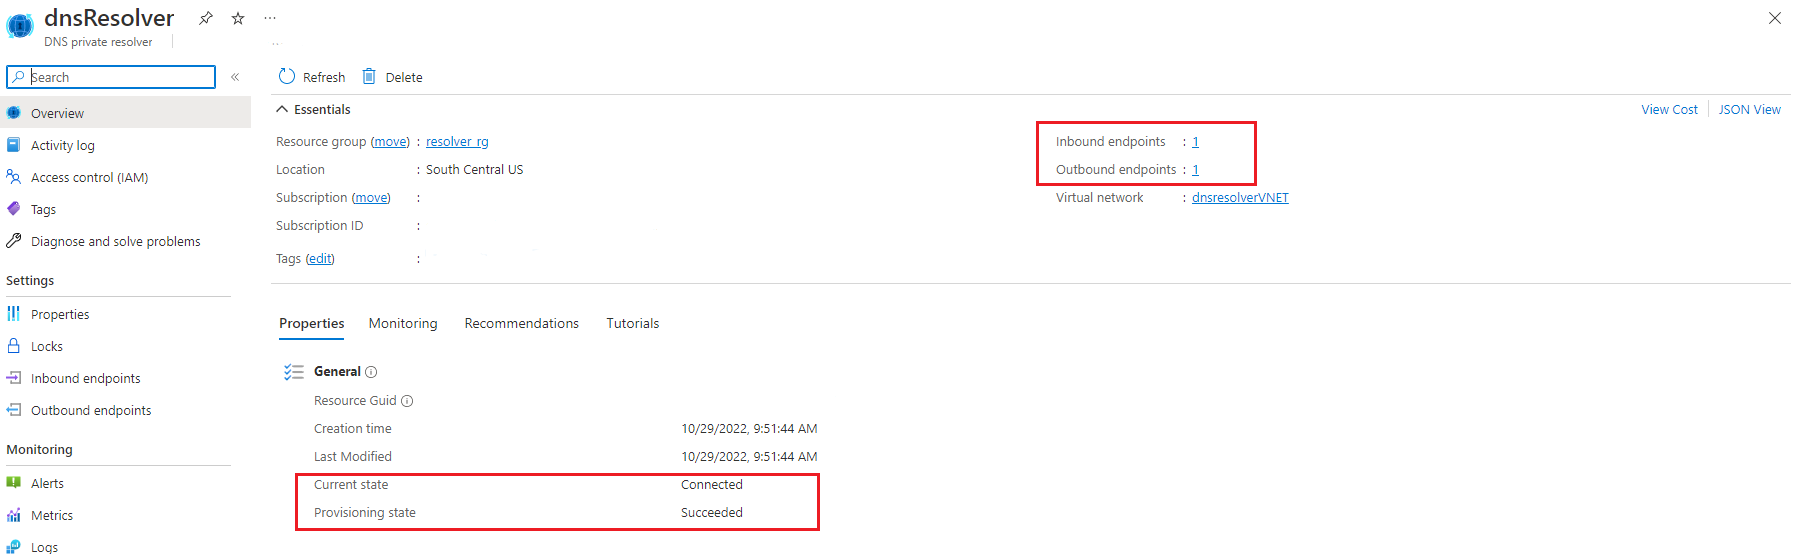 dnsResolver
DNS private resolver
Search
Overview
Activity log
Access control (IAM)
Tags
Diagnose and solve problems
Settings
Properties
Locks
Inbound endpoints
Outbound endpoints
Monitoring
Alerts
Metrics
Logs
Refresh Delete
Essentials View Cost JSON View
Resource group (move) : resolver_rg
Location : South Central US
Subscription (move) :
Subscription ID :
Tags (edit) :
Inbound endpoints : 1
Outbound endpoints : 1
Virtual network : dnsresolverVNET
Properties Monitoring Recommendations Tutorials
General
Resource Guid
Creation time 10/29/2022, 9:51:44 AM
Last Modified 10/29/2022, 9:51:44 AM
Current state Connected
Provisioning state Succeeded